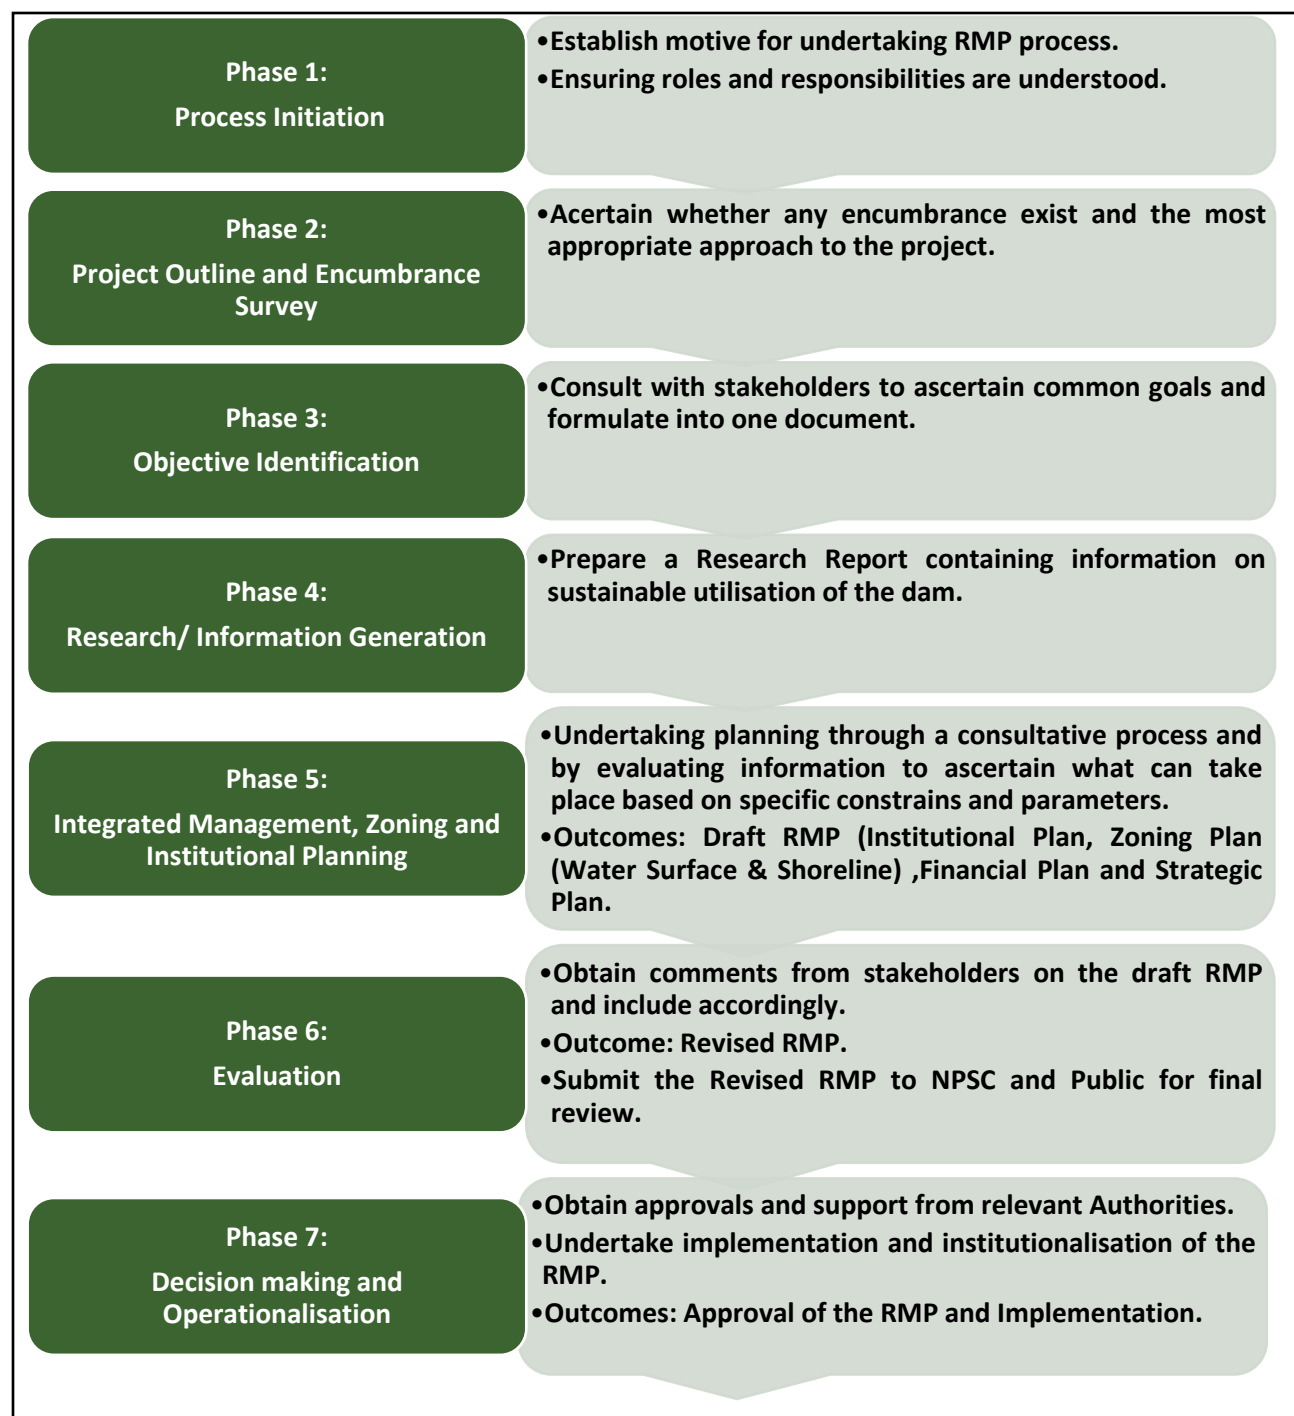 Phase 1:
Process Initiation
•Establish motive for undertaking RMP process.
•Ensuring roles and responsibilities are understood.
Phase 2:
Project Outline and Encumbrance
Survey
•Acertain whether any encumbrance exist and the most
appropriate approach to the project.
Phase 3:
Objective Identification
•Consult with stakeholders to ascertain common goals and
formulate into one document.
Phase 4:
Research/ Information Generation
•Prepare a Research Report containing information on
sustainable utilisation of the dam.
Phase 5:
Integrated Management, Zoning and
Institutional Planning
•Undertaking planning through a consultative process and
by evaluating information to ascertain what can take
place based on specific constrains and parameters.
•Outcomes: Draft RMP (Institutional Plan, Zoning Plan
(Water Surface & Shoreline) ,Financial Plan and Strategic
Plan.
Phase 6:
Evaluation
•Obtain comments from stakeholders on the draft RMP
and include accordingly.
•Outcome: Revised RMP.
•Submit the Revised RMP to NPSC and Public for final
review.
Phase 7:
Decision making and
Operationalisation
•Obtain approvals and support from relevant Authorities.
•Undertake implementation and institutionalisation of the
RMP.
•Outcomes: Approval of the RMP and Implementation.